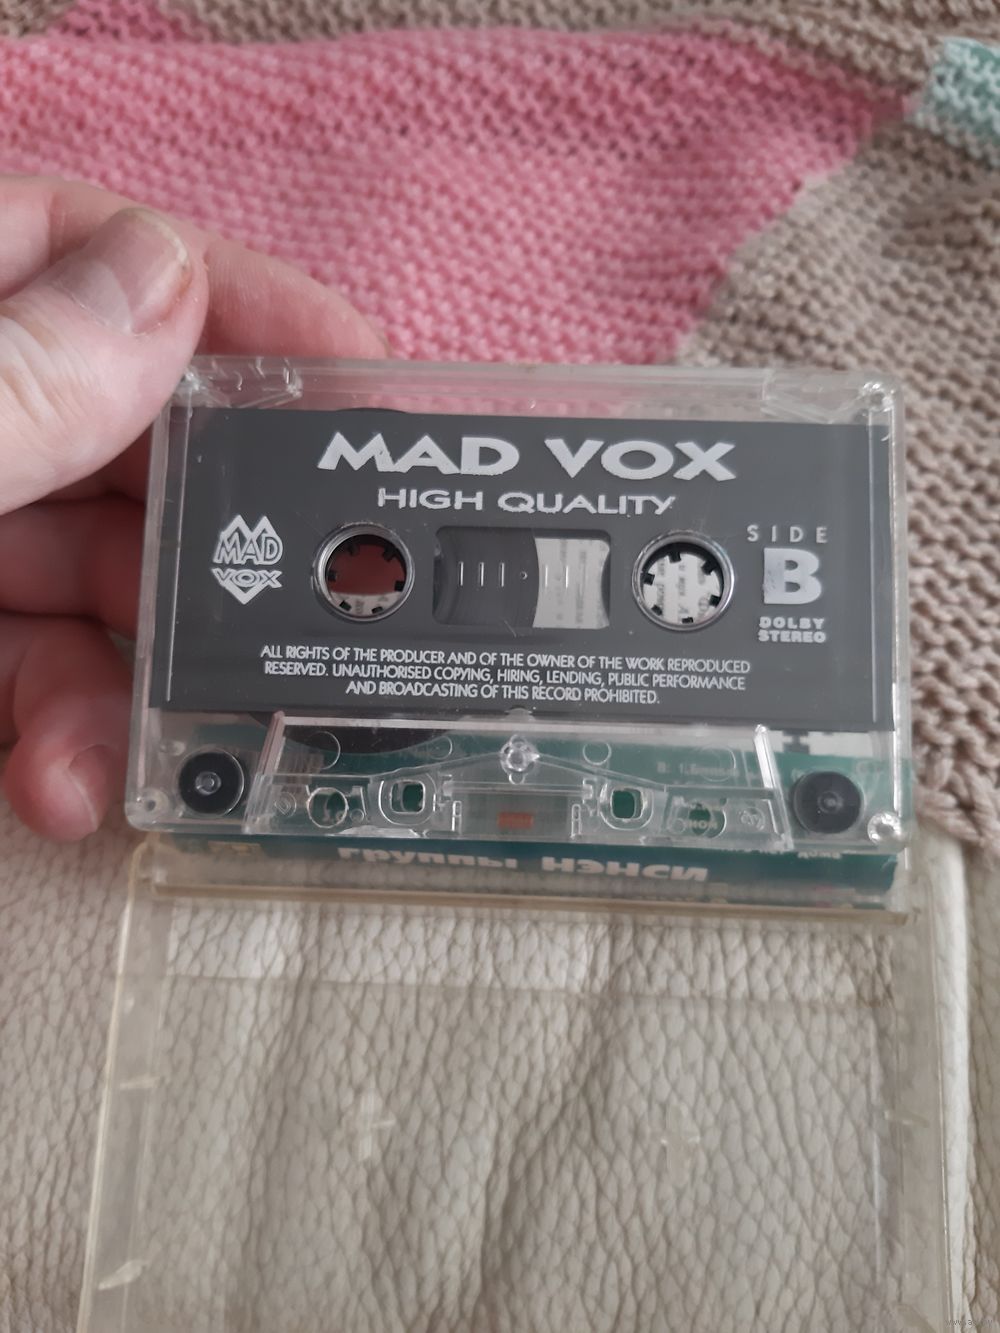 MAD VOX
HIGH QUALITY
MAD
VOX
SIDE
B
DOLBY
STEREO
ALL RIGHTS OF THE PRODUCER AND OF THE OWNER OF THE WORK REPRODUCED
RESERVED. UNAUTHORISED COPYING, HIRING, LENDING, PUBLIC PERFORMANCE
AND BROADCASTING OF THIS RECORD PROHIBITED.
группы НЭНСИ